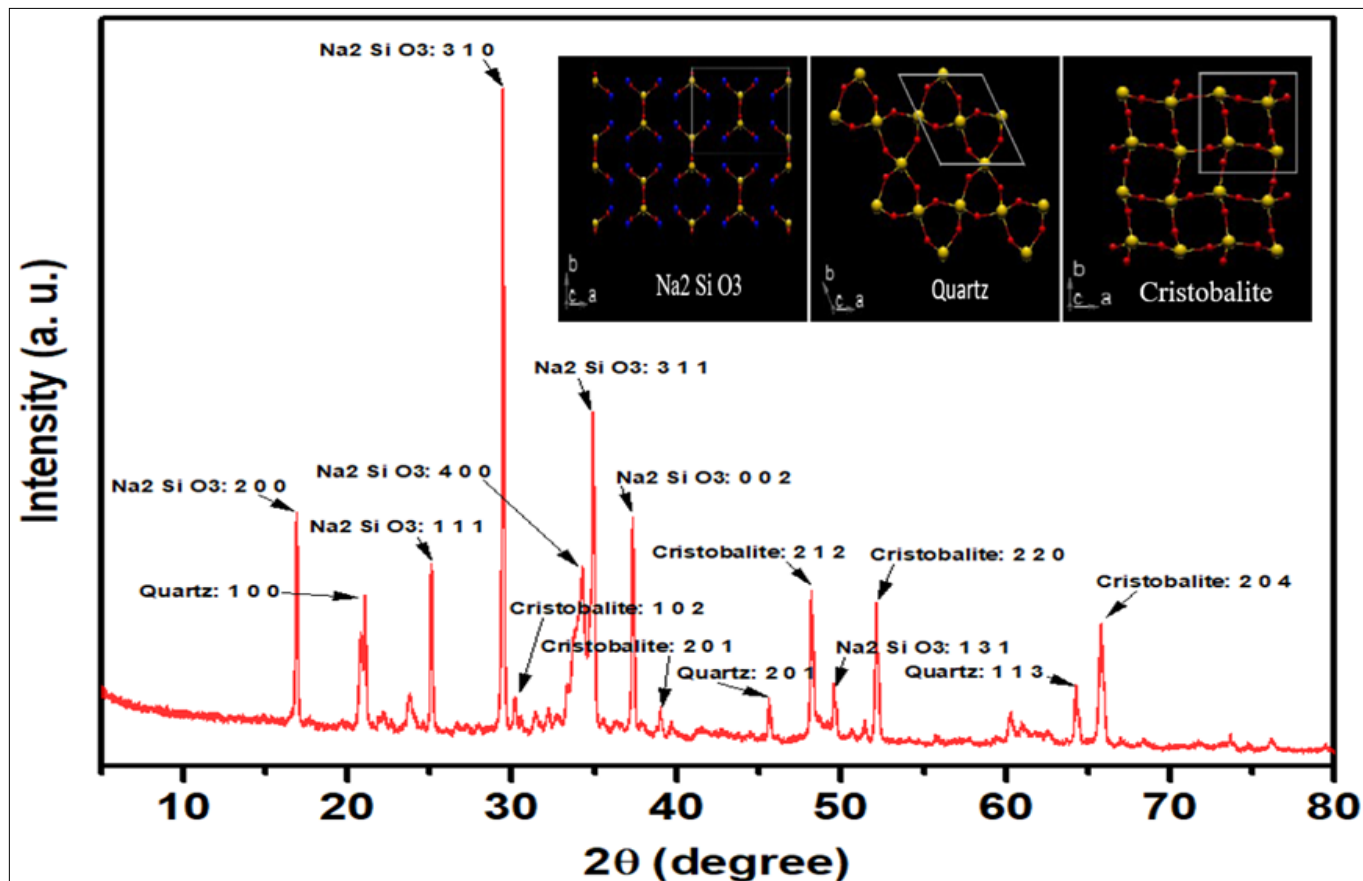 Na2 Si O3: 3 1 0
b
c a
Na2 Si O3
b
c a
Quartz
b
c a
Cristobalite
Na2 Si O3: 3 1 1
Na2 Si O3: 4 0 0
Na2 Si O3: 2 0 0
Na2 Si O3: 0 0 2
Na2 Si O3: 1 1 1
Cristobalite: 2 1 2
Cristobalite: 2 2 0
Cristobalite: 2 0 4
Quartz: 1 0 0
Cristobalite: 1 0 2
Cristobalite: 2 0 1
Na2 Si O3: 1 3 1
Quartz: 2 0 1
Quartz: 1 1 3
Intensity (a. u.)
10 20 30 40 50 60 70 80
2θ (degree)